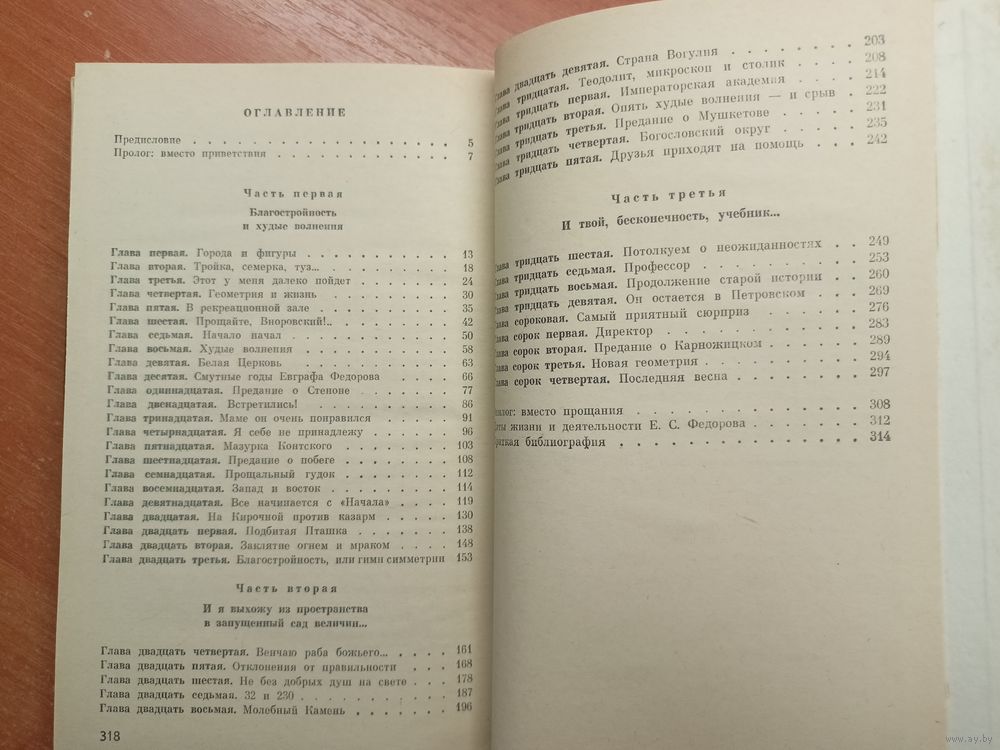 ОГЛАВЛЕНИЕ
Предисловие . . . . . . . . . . . . . . . . . . 5
Пролог: вместо приветствия . . . . . . . . . . . . . 7
Часть первая
Благостройность
и худые волнения
Глава первая. Города и фигуры . . . . . . . . . . . 13
Глава вторая. Тройка, семерка, туз... . . . . . . . . . 18
Глава третья. Этот у меня далеко пойдет . . . . . . . 24
Глава четвертая. Геометрия и жизнь . . . . . . . . . 30
Глава пятая. В рекреационной зале . . . . . . . . . 35
Глава шестая. Прощайте, Вноровский!.. . . . . . . . 42
Глава седьмая. Начало начал . . . . . . . . . . . 50
Глава восьмая. Худые волнения . . . . . . . . . . 58
Глава девятая. Белая Церковь . . . . . . . . . . 63
Глава десятая. Смутные годы Евграфа Федорова . . . . . 66
Глава одиннадцатая. Предание о Стеноне . . . . . . . 77
Глава двенадцатая. Встретились! . . . . . . . . . . 86
Глава тринадцатая. Маме он очень понравился . . . . . 91
Глава четырнадцатая. Я себе не принадлежу . . . . . . 96
Глава пятнадцатая. Мазурка Контского . . . . . . . . 103
Глава шестнадцатая. Предание о побеге . . . . . . . 108
Глава семнадцатая. Прощальный гудок . . . . . . . 112
Глава восемнадцатая. Запад и восток . . . . . . . . 114
Глава девятнадцатая. Все начинается с «Начала» . . . . 119
Глава двадцатая. На Кирочной против казарм . . . . . 130
Глава двадцать первая. Подбитая Пташка . . . . . . . 138
Глава двадцать вторая. Заклятие огнем и мраком . . . . 148
Глава двадцать третья. Благостройность, или гимн симметрии 153
Часть вторая
И я выхожу из пространства
в запущенный сад величин...
Глава двадцать четвертая. Венчаю раба божьего... . . . . 161
Глава двадцать пятая. Отклонения от правильности . . . . 168
Глава двадцать шестая. Не без добрых душ на свете . . . 178
Глава двадцать седьмая. 32 и 230 . . . . . . . . . . 187
Глава двадцать восьмая. Молебный Камень . . . . . . 196
318
Глава двадцать девятая. Страна Вогулия . . . . . . . 203
Глава тридцатая. Теодолит, микроскоп и столик . . . . 208
Глава тридцать первая. Императорская академия . . . . 214
Глава тридцать вторая. Опять худые волнения — и срыв . 222
Глава тридцать третья. Предание о Мушкетове . . . . . 231
Глава тридцать четвертая. Богословский округ . . . . . 235
Глава тридцать пятая. Друзья приходят на помощь . . . 242
Часть третья
И твой, бесконечность, учебник...
Глава тридцать шестая. Потолкуем о неожиданностях . . 249
Глава тридцать седьмая. Профессор . . . . . . . . 253
Глава тридцать восьмая. Продолжение старой истории . . 260
Глава тридцать девятая. Он остается в Петровском . . . 269
Глава сороковая. Самый приятный сюрприз . . . . . . 276
Глава сорок первая. Директор . . . . . . . . . . 283
Глава сорок вторая. Предание о Карножицком . . . . . 289
Глава сорок третья. Новая геометрия . . . . . . . . 294
Глава сорок четвертая. Последняя весна . . . . . . . 297
лог: вместо прощания . . . . . . . . . . . . 308
ты жизни и деятельности Е. С. Федорова . . . . . . 312
раткая библиография . . . . . . . . . . . . . 314
www.ay.by